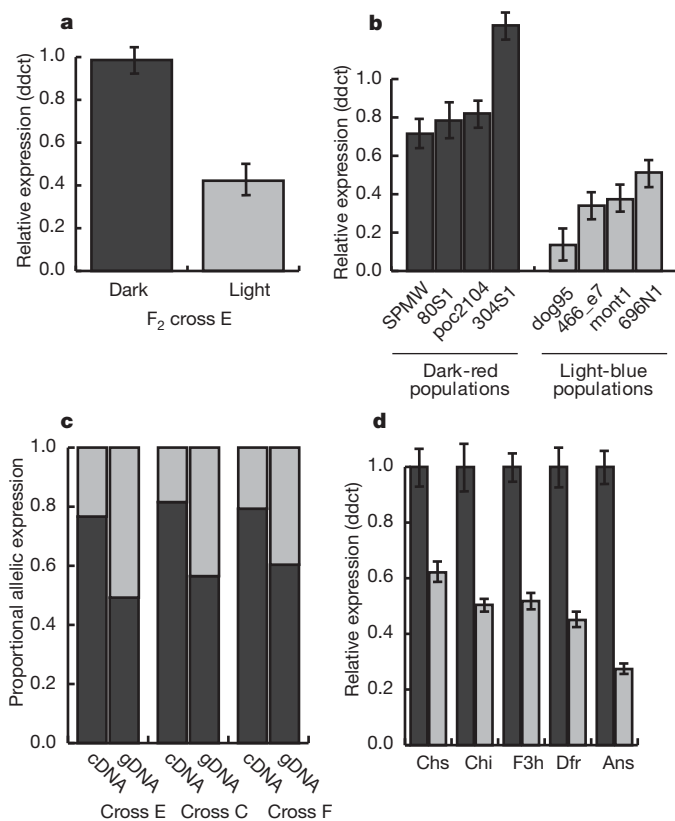 a
Relative expression (ddct)
1.0
0.8
0.6
0.4
0.2
0.0
Dark Light
F₂ cross E
b
Relative expression (ddct)
1.0
0.8
0.6
0.4
0.2
0.0
SPMW 80S1 poc2104 304S1 dog95 466_e7 mont1 696N1
Dark-red Light-blue
populations populations
c
Proportional allelic expression
1.0
0.8
0.6
0.4
0.2
0.0
cDNA gDNA cDNA gDNA cDNA gDNA
Cross E Cross C Cross F
d
Relative expression (ddct)
1.0
0.8
0.6
0.4
0.2
0.0
Chs Chi F3h Dfr Ans